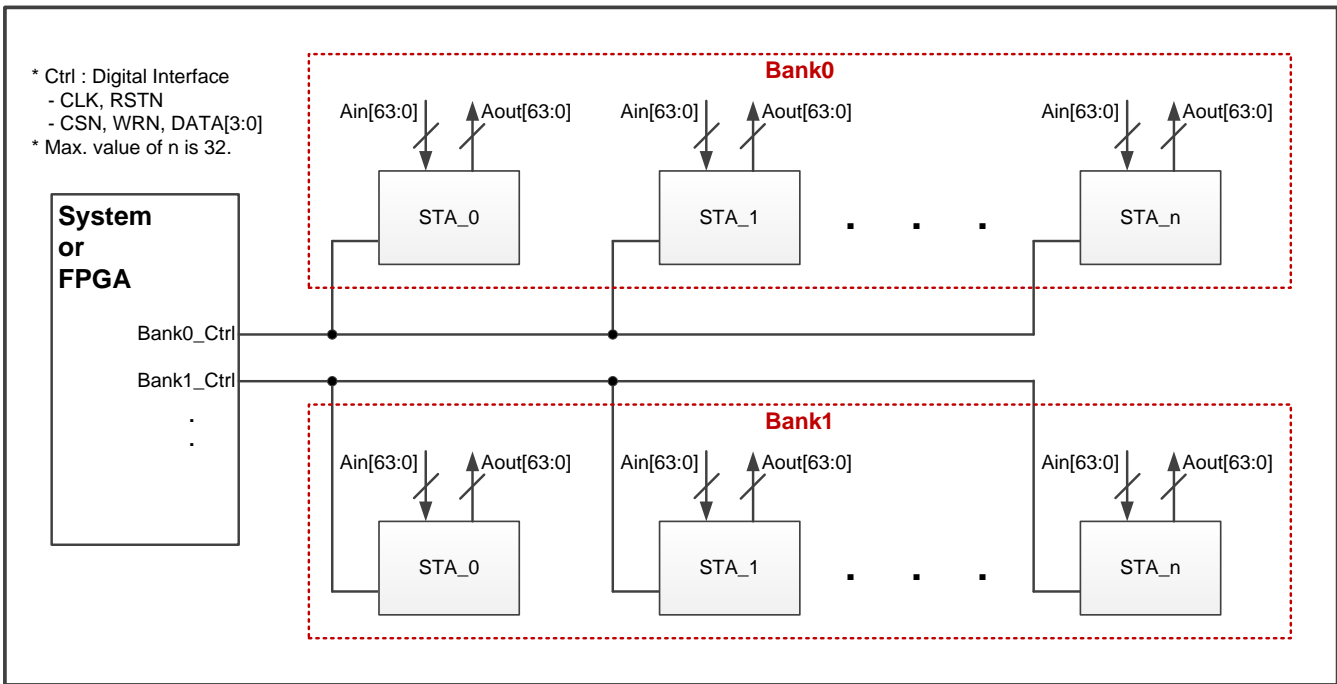 * Ctrl : Digital Interface
- CLK, RSTN
- CSN, WRN, DATA[3:0]
* Max. value of n is 32.
System
or
FPGA
Bank0_Ctrl
Bank1_Ctrl
.
.
Bank0
Ain[63:0] Aout[63:0] Ain[63:0] Aout[63:0] Ain[63:0] Aout[63:0]
STA_0 STA_1 . . . STA_n
Bank1
Ain[63:0] Aout[63:0] Ain[63:0] Aout[63:0] Ain[63:0] Aout[63:0]
STA_0 STA_1 . . . STA_n